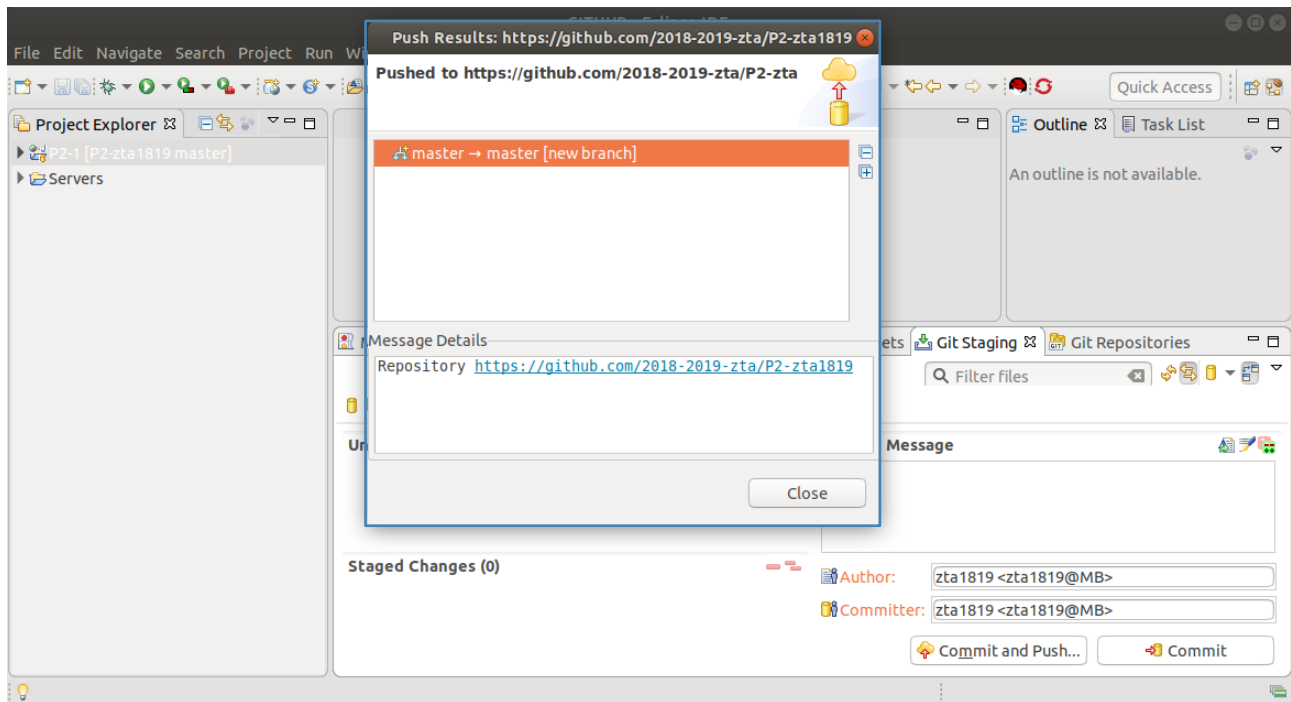 Push Results: https://github.com/2018-2019-zta/P2-zta1819
File Edit Navigate Search Project Run
Pushed to https://github.com/2018-2019-zta/P2-zta
Quick Access
Project Explorer
Outline
Task List
P2-1 [P2-zta1819 master]
Servers
master → master [new branch]
An outline is not available.
Message Details
Repository https://github.com/2018-2019-zta/P2-zta1819
Git Staging
Git Repositories
Filter files
Message
Close
Staged Changes (0)
Author:
zta1819 <zta1819@MB>
Committer:
zta1819 <zta1819@MB>
Commit and Push...
Commit